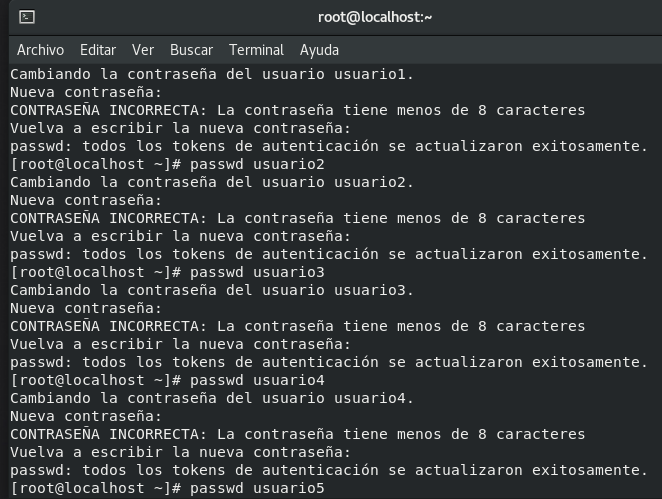 root@localhost:~
Archivo Editar Ver Buscar Terminal Ayuda
Cambiando la contraseña del usuario usuario1.
Nueva contraseña:
CONTRASEÑA INCORRECTA: La contraseña tiene menos de 8 caracteres
Vuelva a escribir la nueva contraseña:
passwd: todos los tokens de autenticación se actualizaron exitosamente.
[root@localhost ~]# passwd usuario2
Cambiando la contraseña del usuario usuario2.
Nueva contraseña:
CONTRASEÑA INCORRECTA: La contraseña tiene menos de 8 caracteres
Vuelva a escribir la nueva contraseña:
passwd: todos los tokens de autenticación se actualizaron exitosamente.
[root@localhost ~]# passwd usuario3
Cambiando la contraseña del usuario usuario3.
Nueva contraseña:
CONTRASEÑA INCORRECTA: La contraseña tiene menos de 8 caracteres
Vuelva a escribir la nueva contraseña:
passwd: todos los tokens de autenticación se actualizaron exitosamente.
[root@localhost ~]# passwd usuario4
Cambiando la contraseña del usuario usuario4.
Nueva contraseña:
CONTRASEÑA INCORRECTA: La contraseña tiene menos de 8 caracteres
Vuelva a escribir la nueva contraseña:
passwd: todos los tokens de autenticación se actualizaron exitosamente.
[root@localhost ~]# passwd usuario5